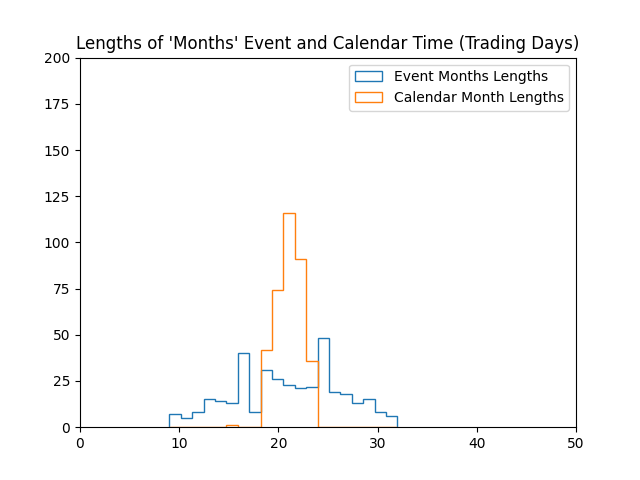 Lengths of 'Months' Event and Calendar Time (Trading Days)
200
175
150
125
100
75
50
25
0
Event Months Lengths
Calendar Month Lengths
0 10 20 30 40 50